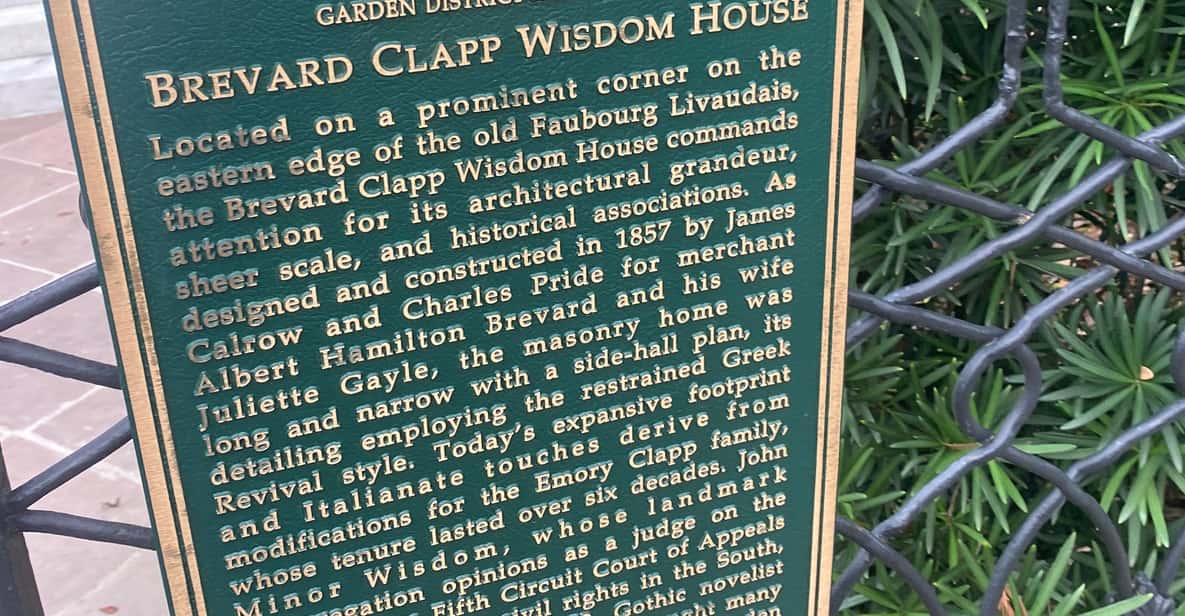 GARDEN DISTRICT
BREVARD CLAPP WISDOM HOUSE
Located on a prominent corner on the
eastern edge of the old Faubourg Livaudais,
the Brevard Clapp Wisdom House commands
attention for its architectural grandeur,
sheer scale, and historical associations. As
designed and constructed in 1857 by James
Calrow and Charles Pride for merchant
Albert Hamilton Brevard and his wife
Juliette Gayle, the masonry home was
long and narrow with a side-hall plan, its
detailing employing the restrained Greek
Revival style. Today's expansive footprint
and Italianate touches derive from
modifications for the Emory Clapp family,
whose tenure lasted over six decades. John
Minor Wisdom, whose landmark
opinions as a judge on the
Fifth Circuit Court of Appeals
rights in the South,
Gothic novelist
many